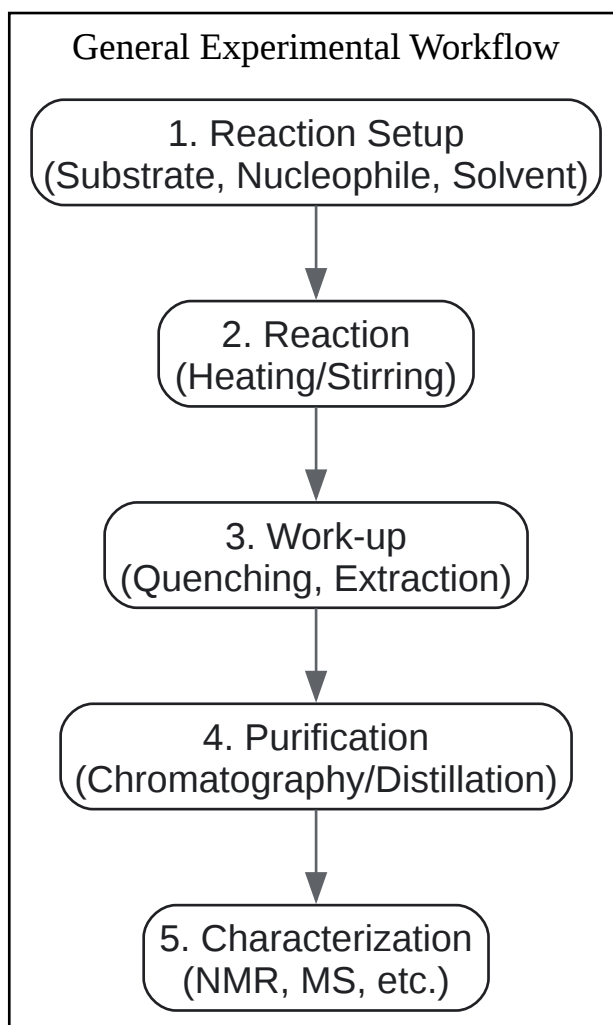 General Experimental Workflow
1. Reaction Setup
(Substrate, Nucleophile, Solvent)
2. Reaction
(Heating/Stirring)
3. Work-up
(Quenching, Extraction)
4. Purification
(Chromatography/Distillation)
5. Characterization
(NMR, MS, etc.)